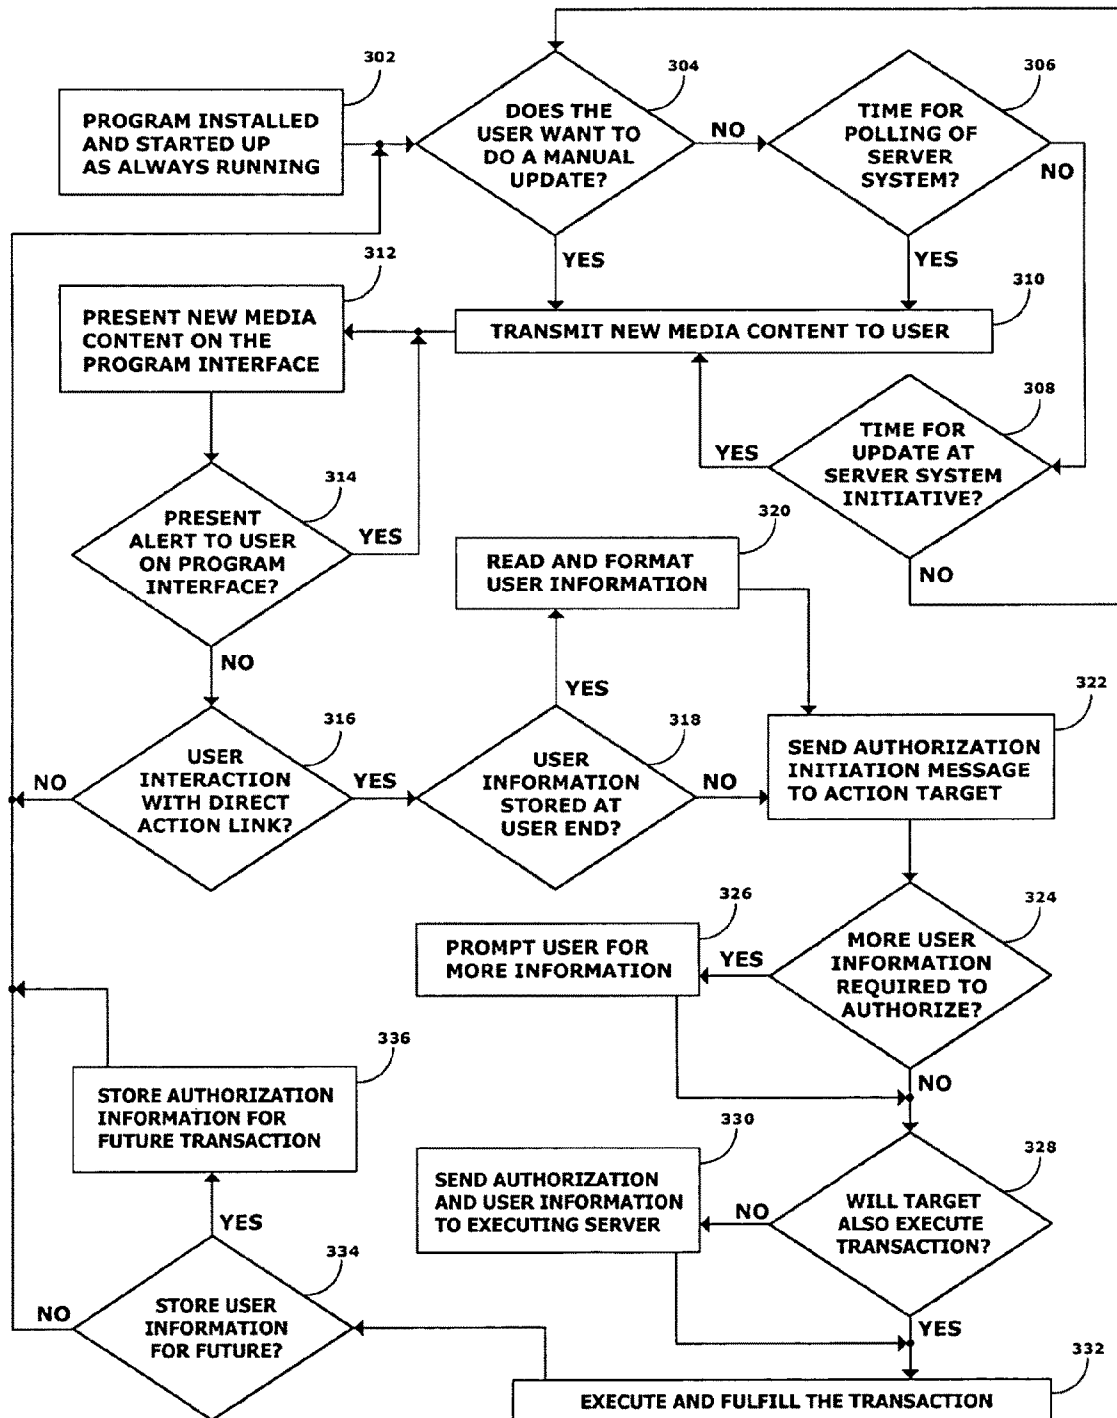 302
PROGRAM INSTALLED
AND STARTED UP
AS ALWAYS RUNNING
304
DOES THE
USER WANT TO
DO A MANUAL
UPDATE?
NO
YES
306
TIME FOR
POLLING OF
SERVER
SYSTEM?
NO
YES
312
PRESENT NEW MEDIA
CONTENT ON THE
PROGRAM INTERFACE
310
TRANSMIT NEW MEDIA CONTENT TO USER
308
TIME FOR
UPDATE AT
SERVER SYSTEM
INITIATIVE?
YES
NO
314
PRESENT
ALERT TO USER
ON PROGRAM
INTERFACE?
YES
NO
320
READ AND FORMAT
USER INFORMATION
316
USER
INTERACTION
WITH DIRECT
ACTION LINK?
NO
YES
318
USER
INFORMATION
STORED AT
USER END?
YES
NO
322
SEND AUTHORIZATION
INITIATION MESSAGE
TO ACTION TARGET
324
MORE USER
INFORMATION
REQUIRED TO
AUTHORIZE?
YES
NO
326
PROMPT USER FOR
MORE INFORMATION
328
WILL TARGET
ALSO EXECUTE
TRANSACTION?
NO
YES
330
SEND AUTHORIZATION
AND USER INFORMATION
TO EXECUTING SERVER
336
STORE AUTHORIZATION
INFORMATION FOR
FUTURE TRANSACTION
334
STORE USER
INFORMATION
FOR FUTURE?
YES
NO
332
EXECUTE AND FULFILL THE TRANSACTION